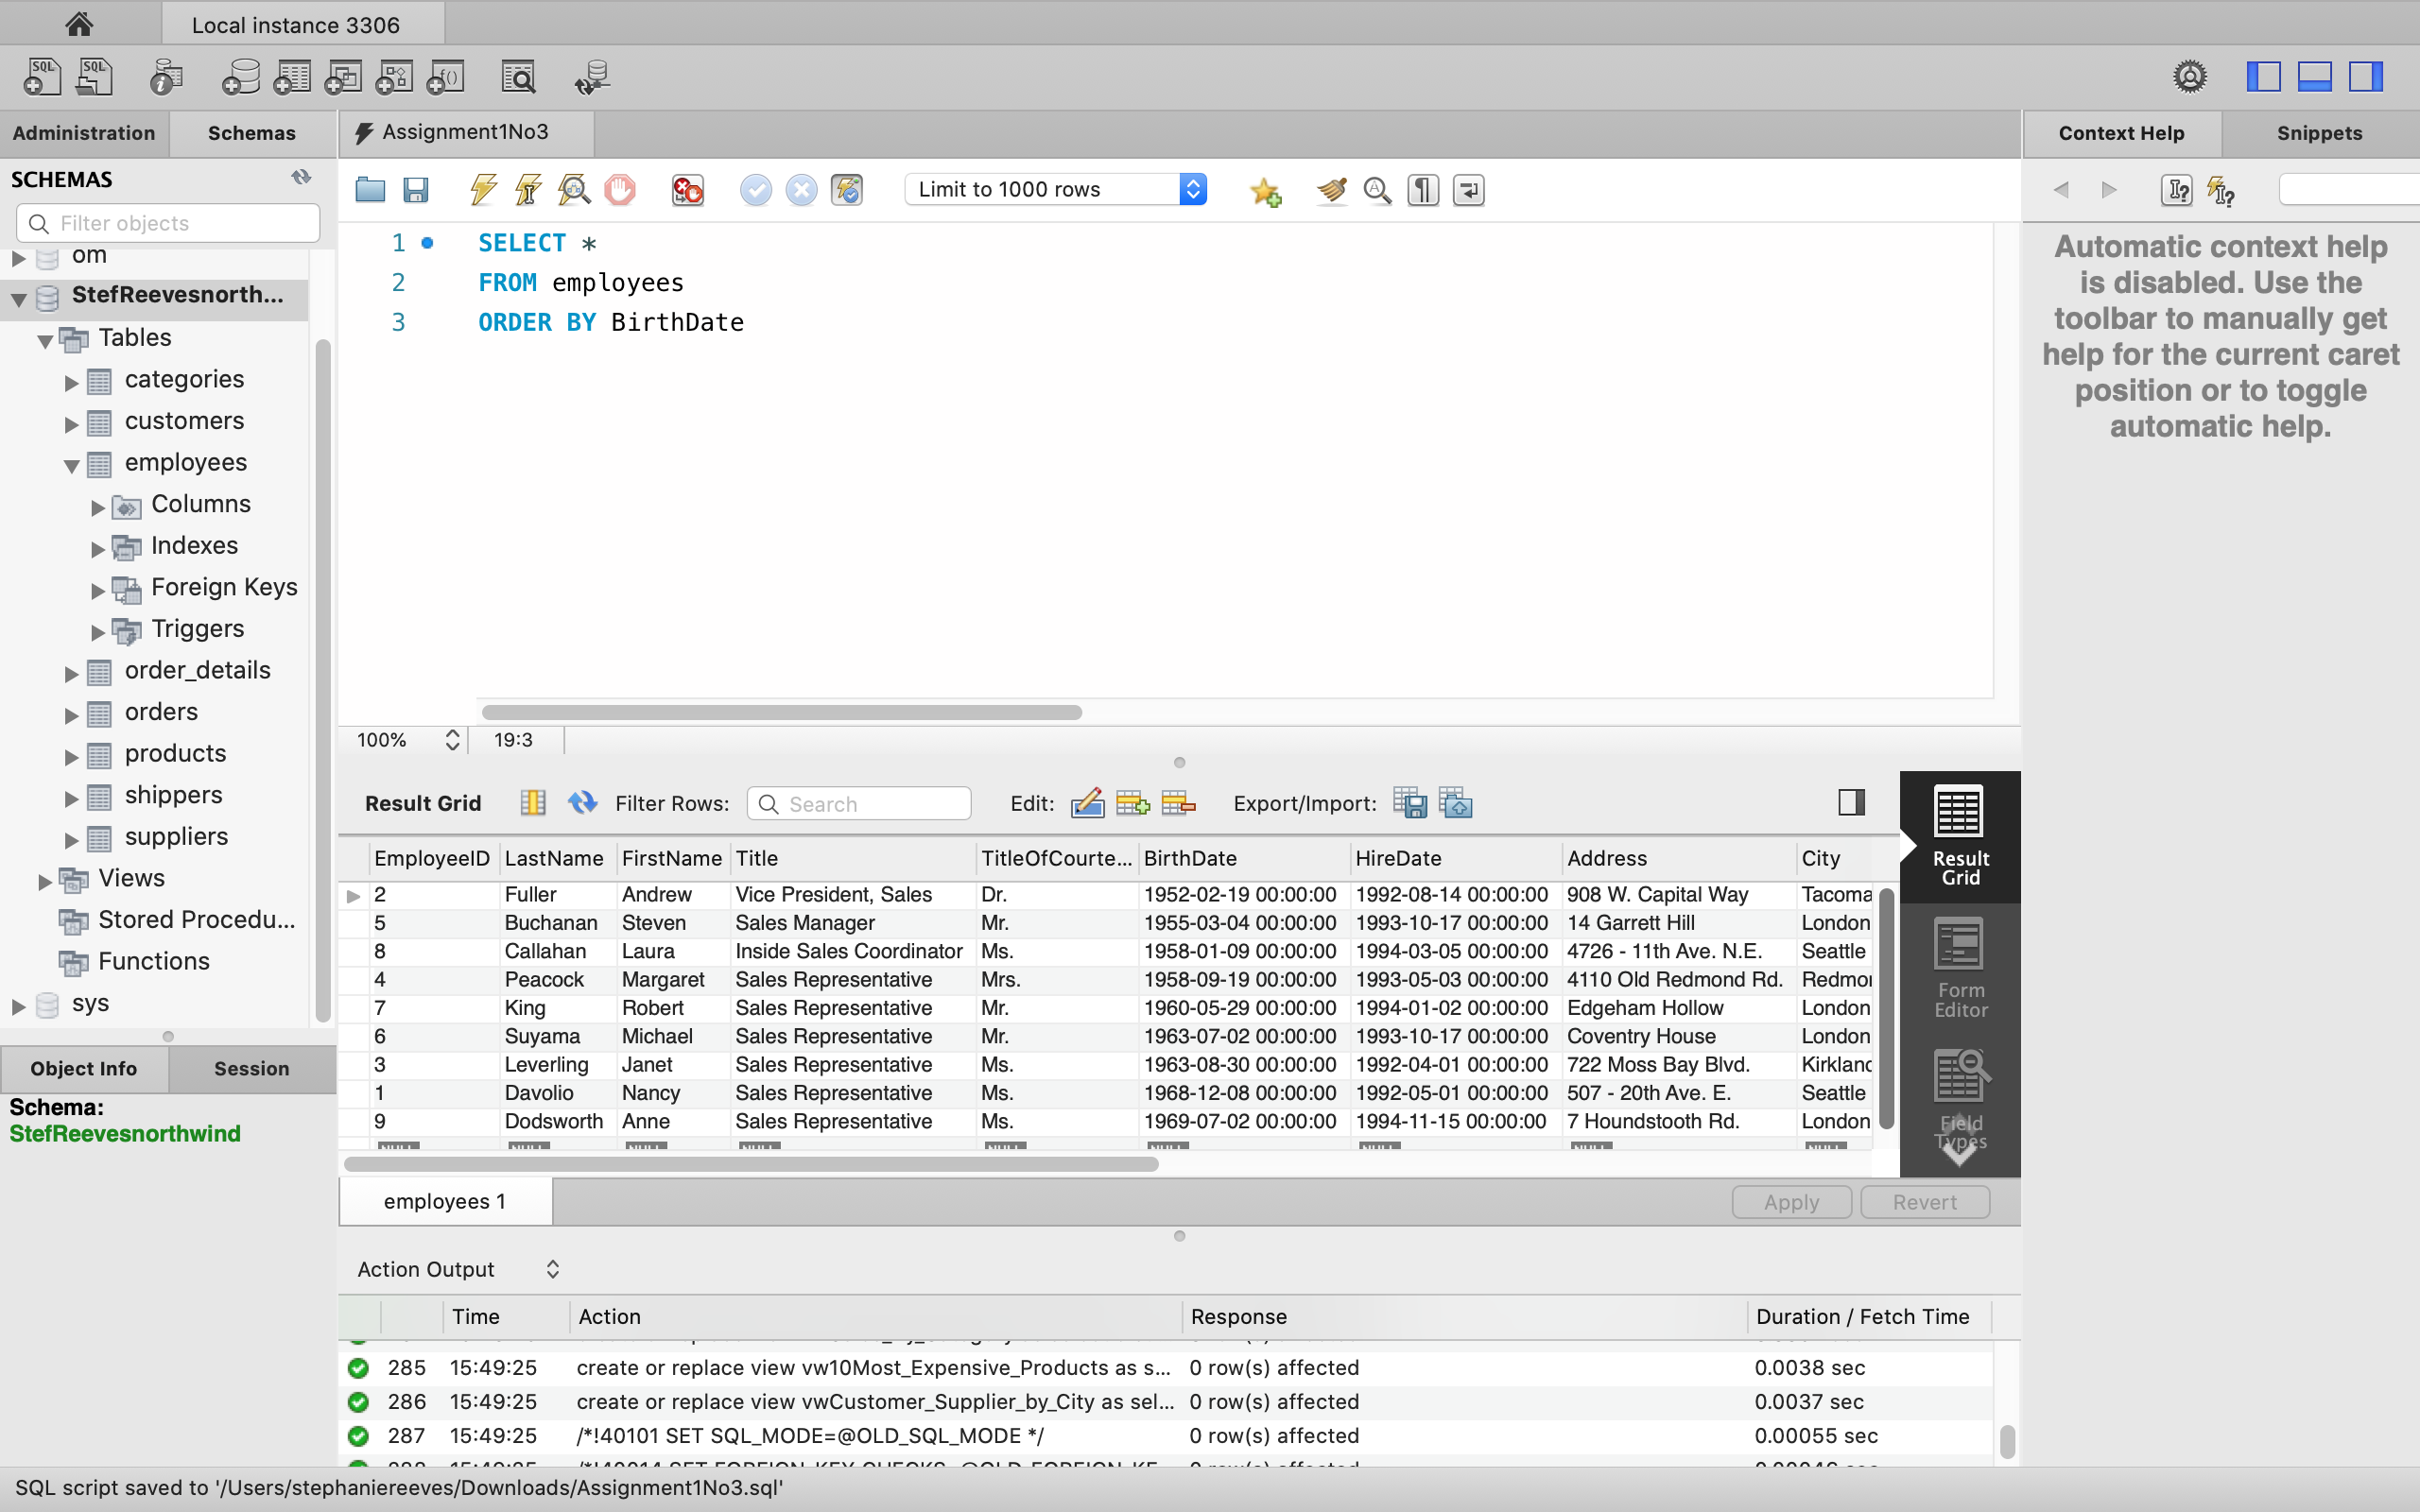 Local instance 3306
Administration Schemas
Assignment1No3
Context Help Snippets
SCHEMAS
Filter objects
Limit to 1000 rows
om
StefReevesnorth...
Tables
categories
customers
employees
Columns
Indexes
Foreign Keys
Triggers
order_details
orders
products
shippers
suppliers
Views
Stored Procedu...
Functions
sys
Object Info Session
Schema:
StefReevesnorthwind
1 SELECT *
2 FROM employees
3 ORDER BY BirthDate
Automatic context help
is disabled. Use the
toolbar to manually get
help for the current caret
position or to toggle
automatic help.
100% 19:3
Result Grid Filter Rows: Search Edit: Export/Import:
EmployeeID LastName FirstName Title TitleOfCourte... BirthDate HireDate Address City
2 Fuller Andrew Vice President, Sales Dr. 1952-02-19 00:00:00 1992-08-14 00:00:00 908 W. Capital Way Tacoma
5 Buchanan Steven Sales Manager Mr. 1955-03-04 00:00:00 1993-10-17 00:00:00 14 Garrett Hill London
8 Callahan Laura Inside Sales Coordinator Ms. 1958-01-09 00:00:00 1994-03-05 00:00:00 4726 - 11th Ave. N.E. Seattle
4 Peacock Margaret Sales Representative Mrs. 1958-09-19 00:00:00 1993-05-03 00:00:00 4110 Old Redmond Rd. Redmo
7 King Robert Sales Representative Mr. 1960-05-29 00:00:00 1994-01-02 00:00:00 Edgeham Hollow London
6 Suyama Michael Sales Representative Mr. 1963-07-02 00:00:00 1993-10-17 00:00:00 Coventry House London
3 Leverling Janet Sales Representative Ms. 1963-08-30 00:00:00 1992-04-01 00:00:00 722 Moss Bay Blvd. Kirklan
1 Davolio Nancy Sales Representative Ms. 1968-12-08 00:00:00 1992-05-01 00:00:00 507 - 20th Ave. E. Seattle
9 Dodsworth Anne Sales Representative Ms. 1969-07-02 00:00:00 1994-11-15 00:00:00 7 Houndstooth Rd. London
Result
Grid
Form
Editor
Field
Types
employees 1 Apply Revert
Action Output
Time Action Response Duration / Fetch Time
285 15:49:25 create or replace view vw10Most_Expensive_Products as s... 0 row(s) affected 0.0038 sec
286 15:49:25 create or replace view vwCustomer_Supplier_by_City as sel... 0 row(s) affected 0.0037 sec
287 15:49:25 /*!40101 SET SQL_MODE=@OLD_SQL_MODE */ 0 row(s) affected 0.00055 sec
SQL script saved to '/Users/stephaniereeves/Downloads/Assignment1No3.sql'